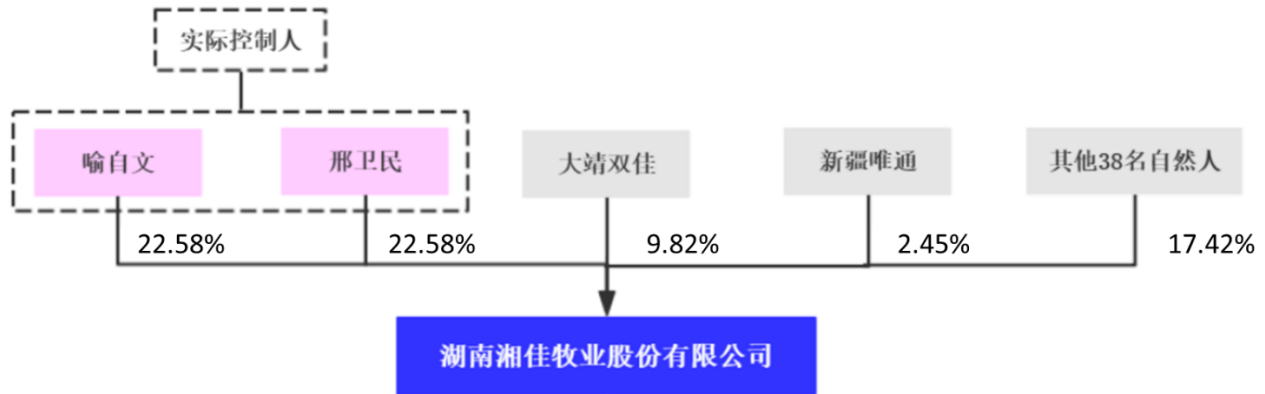 实际控制人
喻自文
邢卫民
大靖双佳
新疆唯通
其他38名自然人
22.58%
22.58%
9.82%
2.45%
17.42%
湖南湘佳牧业股份有限公司